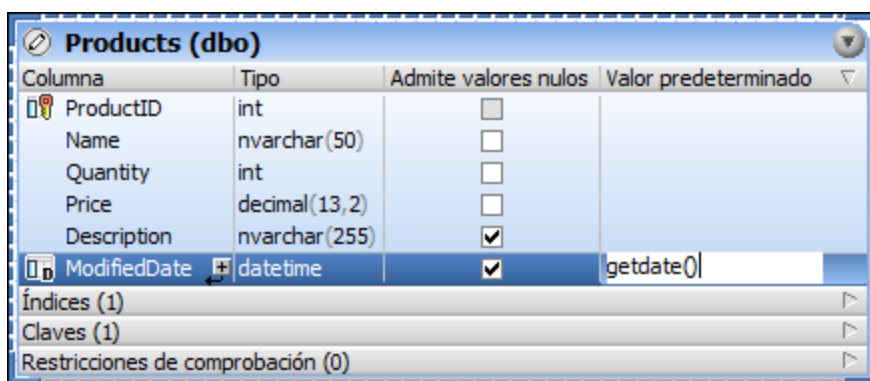 Products (dbo)
Columna Tipo Admite valores nulos Valor predeterminado
ProductID int
Name nvarchar(50)
Quantity int
Price decimal(13,2)
Description nvarchar(255)
D ModifiedDate datetime getdate()
Índices (1)
Claves (1)
Restricciones de comprobación (0)